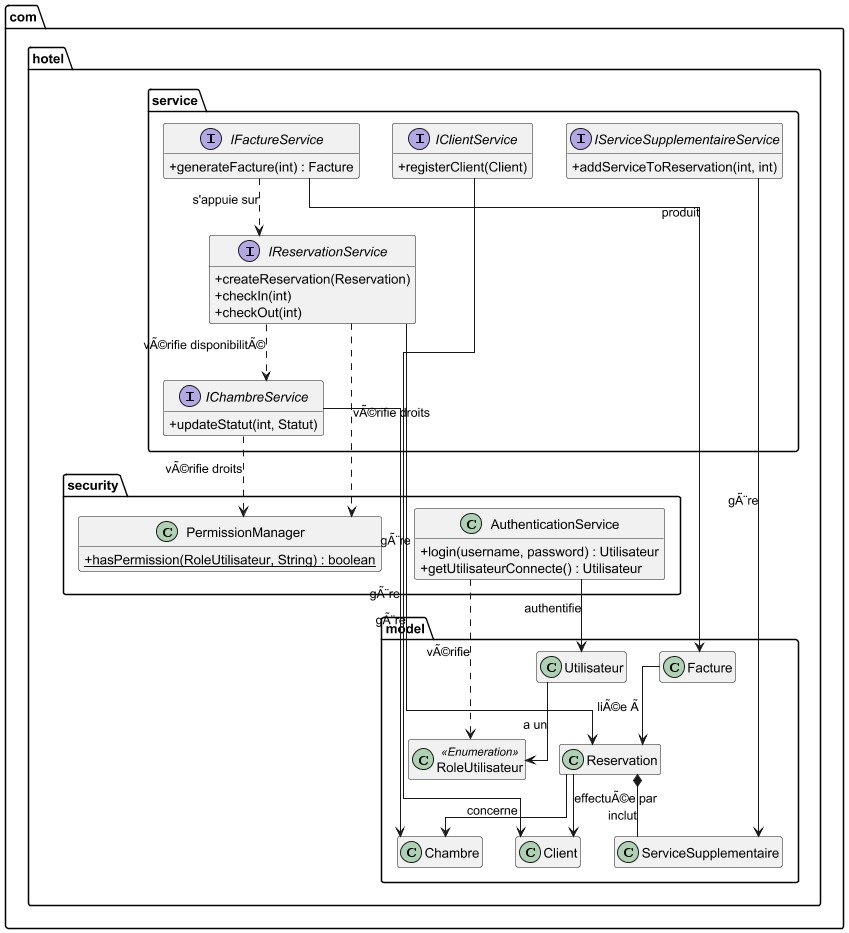 com
hotel
service
I IFactureService
+generateFacture(int) : Facture
I IClientService
+registerClient(Client)
I IServiceSupplementaireService
+addServiceToReservation(int, int)
s'appuie sur
produit
I IReservationService
+createReservation(Reservation)
+checkIn(int)
+checkOut(int)
vÃ©rifie disponibilitÃ©
I IChambreService
+updateStatut(int, Statut)
vÃ©rifie droits
vÃ©rifie droits
security
gÃ¨re
C PermissionManager
+hasPermission(RoleUtilisateur, String) : boolean
C AuthenticationService
+login(username, password) : Utilisateur
+getUtilisateurConnecte() : Utilisateur
gÃ¨re
gÃ¨re
gÃ¨re
authentifie
model
vÃ©rifie
C Utilisateur
C Facture
liÃ©e Ã
a un
C «Enumeration»
RoleUtilisateur
C Reservation
effectuÃ©e par
concerne
inclut
C Chambre
C Client
C ServiceSupplementaire